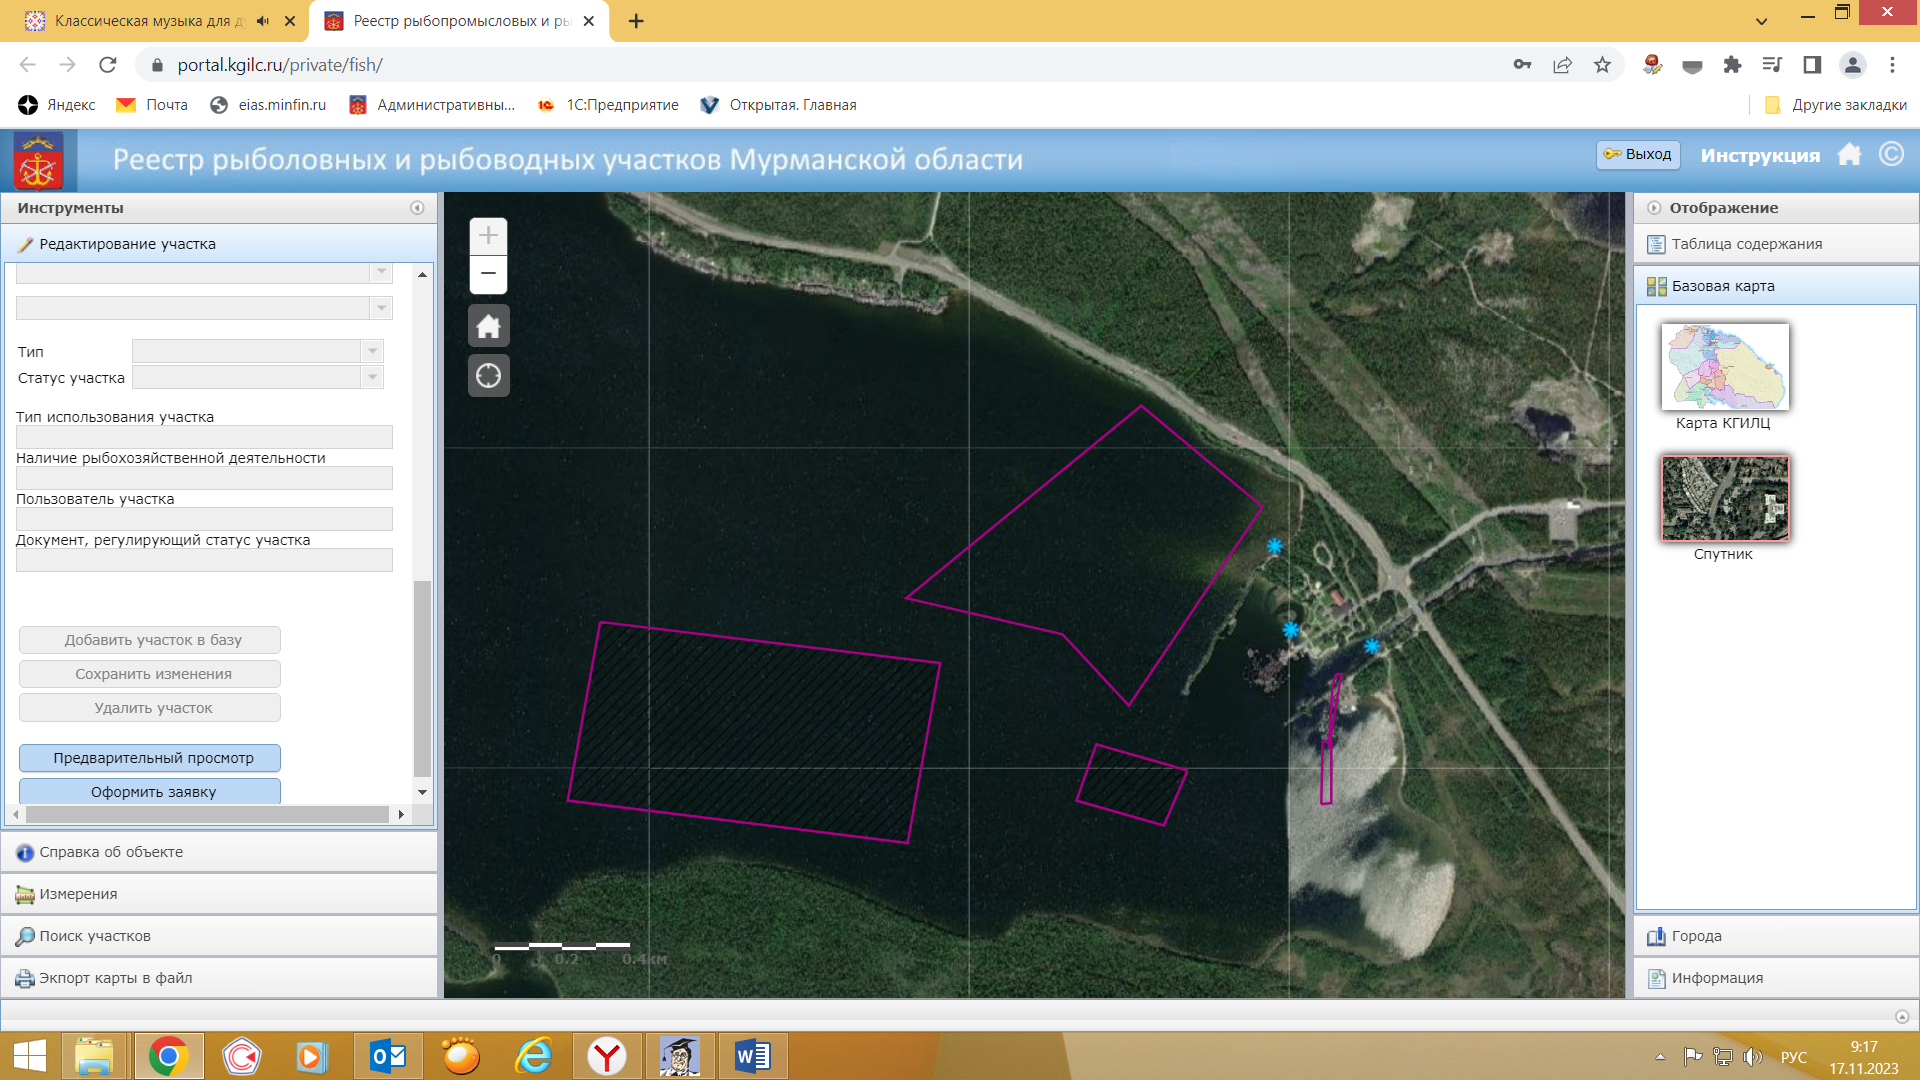 Классическая музыка для д
Реестр рыбопромысловых и ры
portal.kgilc.ru/private/fish/
Яндекс
Почта
eias.minfin.ru
Административны...
1С:Предприятие
Открытая. Главная
Другие закладки
Реестр рыболовных и рыбоводных участков Мурманской области
Выход
Инструкция
Инструменты
Редактирование участка
Тип
Статус участка
Тип использования участка
Наличие рыбохозяйственной деятельности
Пользователь участка
Документ, регулирующий статус участка
Добавить участок в базу
Сохранить изменения
Удалить участок
Предварительный просмотр
Оформить заявку
Справка об объекте
Измерения
Поиск участков
Экспорт карты в файл
0 0.2 0.4км
Отображение
Таблица содержания
Базовая карта
Карта КГИЛЦ
Спутник
Города
Информация
РУС
9:17
17.11.2023